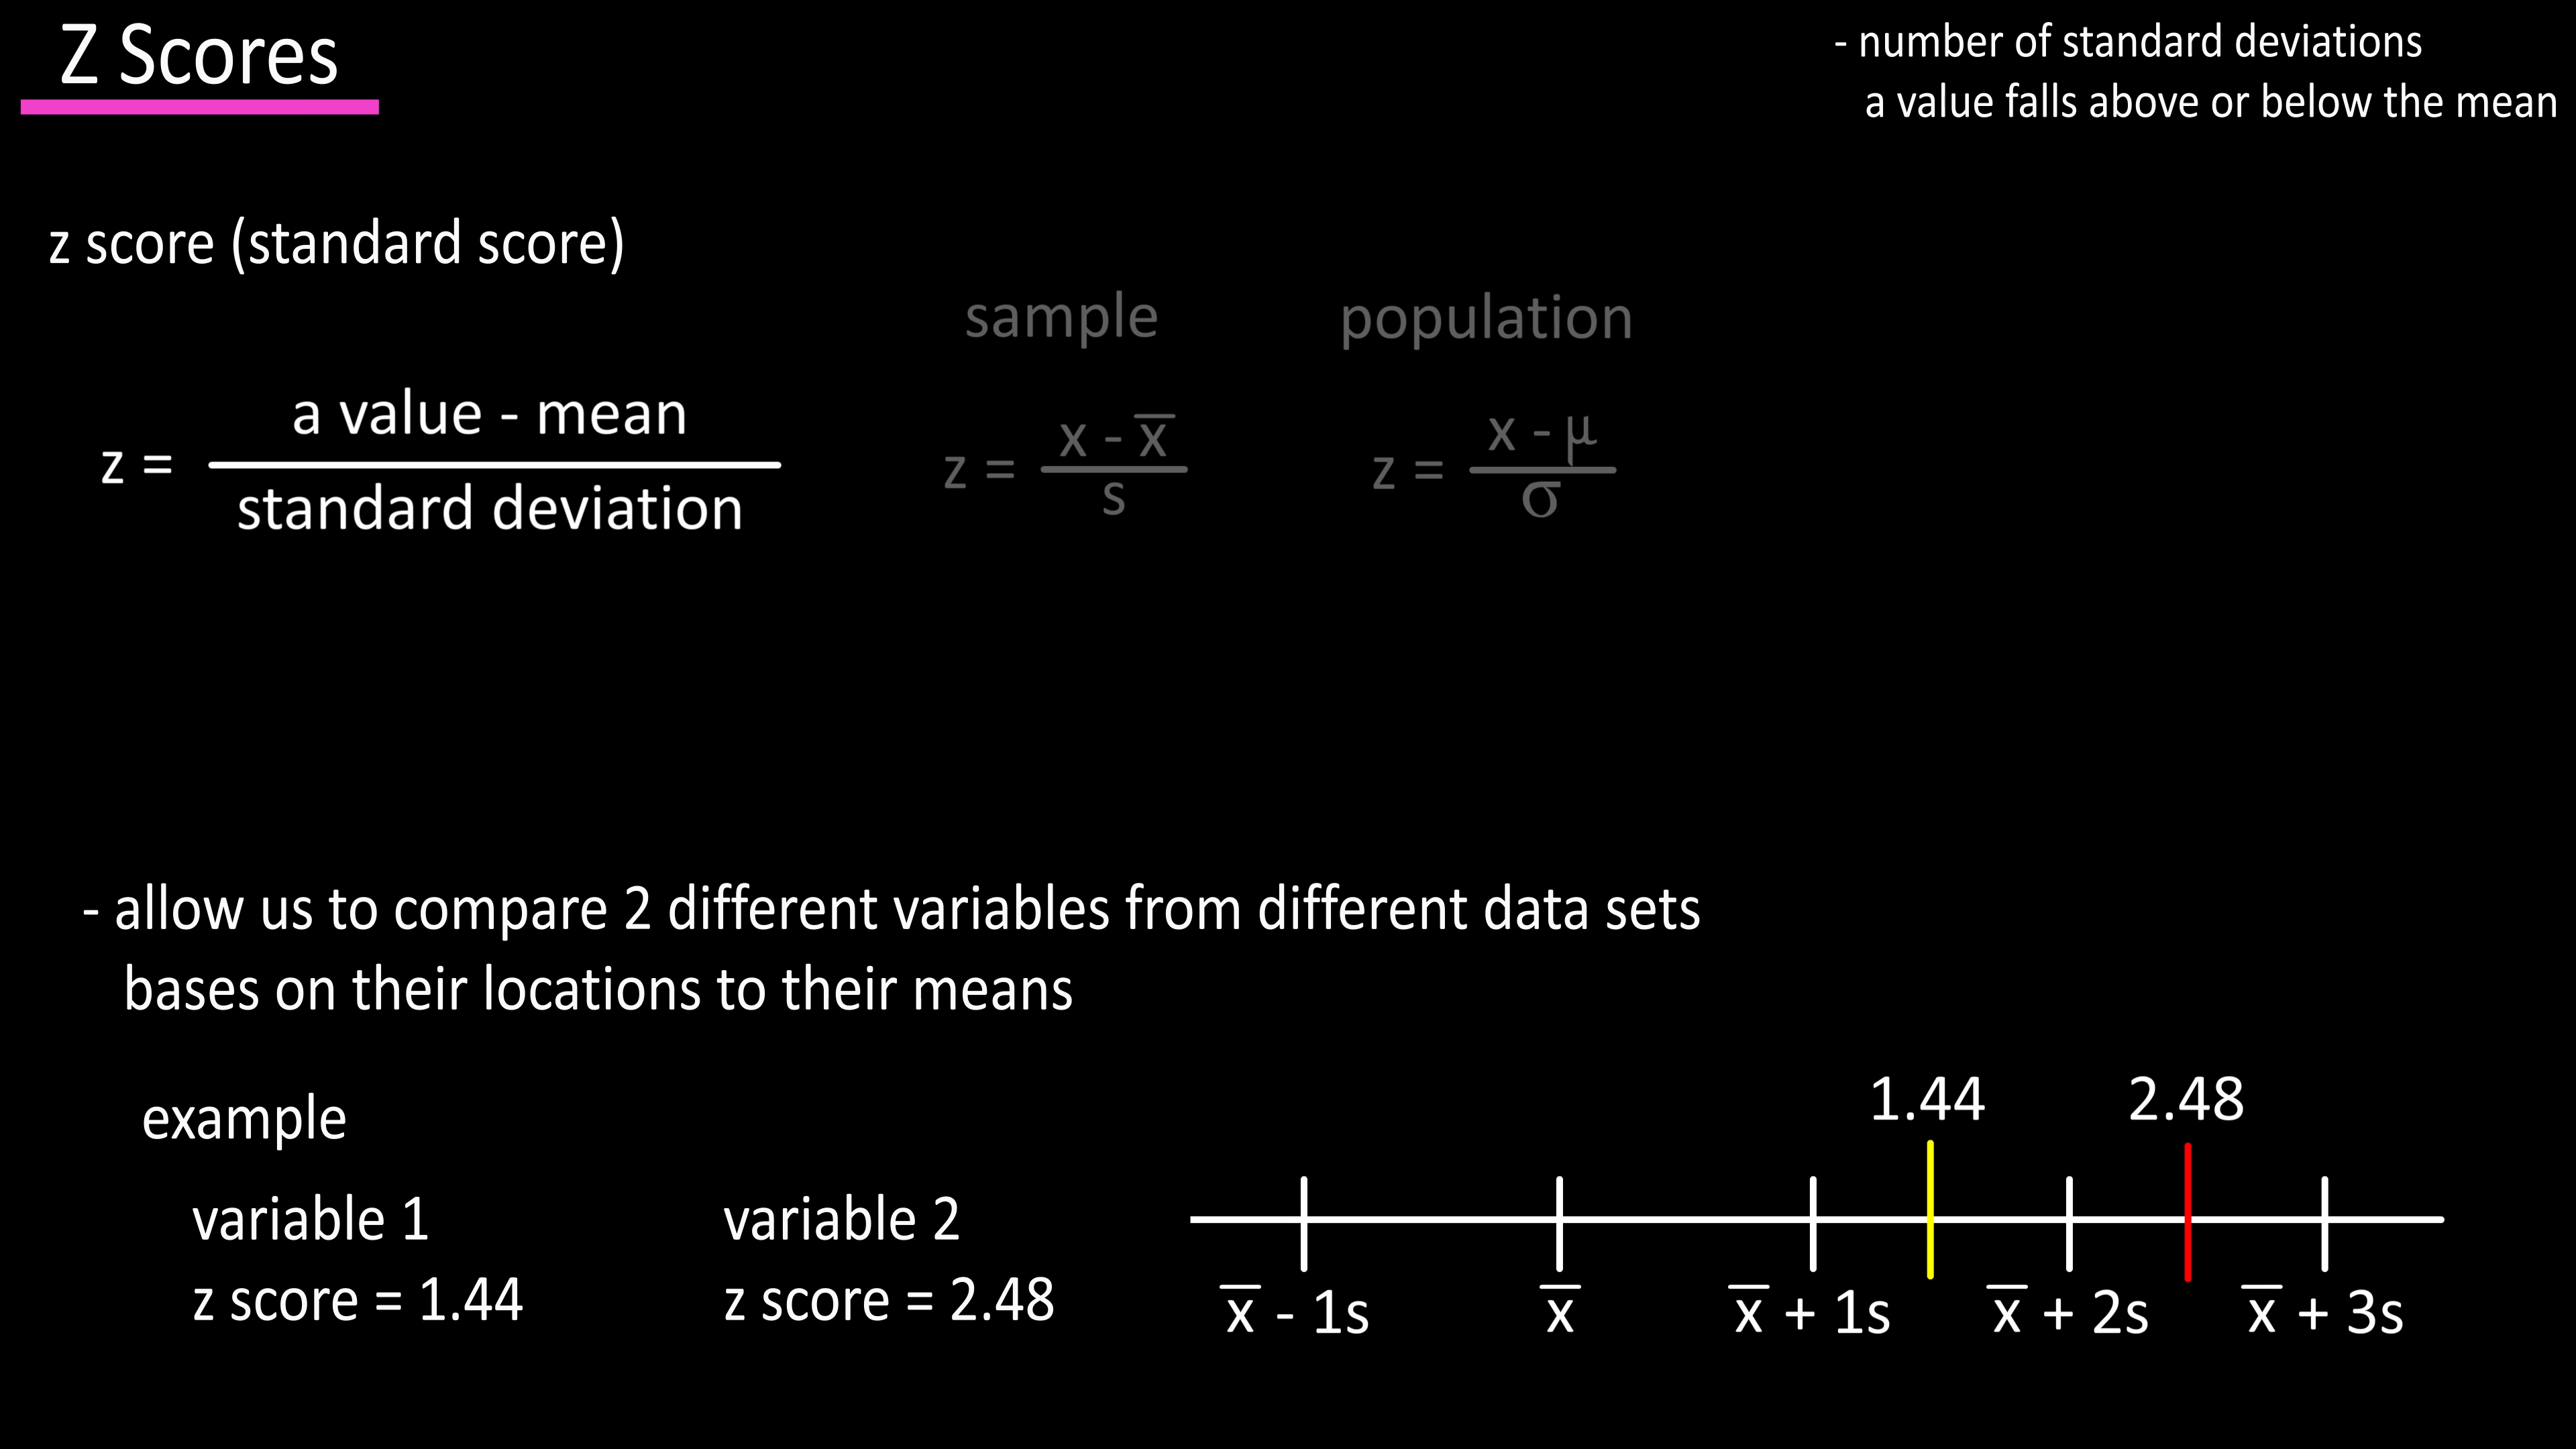 Z Scores
- number of standard deviations
a value falls above or below the mean
z score (standard score)
sample
population
z = a value - mean / standard deviation
z = x - x̅ / s
z = x - μ / σ
- allow us to compare 2 different variables from different data sets
bases on their locations to their means
example
variable 1
z score = 1.44
variable 2
z score = 2.48
1.44
2.48
x̅ - 1s
x̅
x̅ + 1s
x̅ + 2s
x̅ + 3s